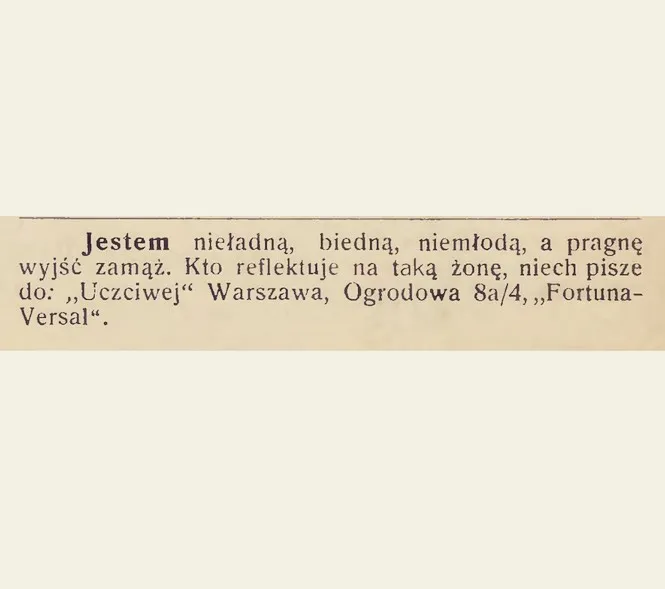 Jestem nieładną, biedną, niemłodą, a pragnę
wyjść zamąż. Kto reflektuje na taką żonę, niech pisze
do: „Uczciwej“ Warszawa, Ogrodowa 8a/4, „Fortuna-
Versal“.